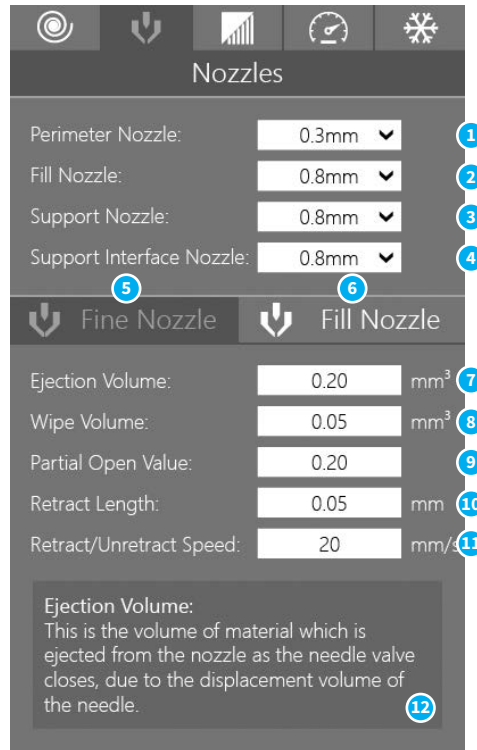 Nozzles
Perimeter Nozzle: 0.3mm 1
Fill Nozzle: 0.8mm 2
Support Nozzle: 0.8mm 3
Support Interface Nozzle: 0.8mm 4
5 6
Fine Nozzle Fill Nozzle
Ejection Volume: 0.20 mm³ 7
Wipe Volume: 0.05 mm³ 8
Partial Open Value: 0.20 9
Retract Length: 0.05 mm 10
Retract/Unretract Speed: 20 mm/s 11
Ejection Volume:
This is the volume of material which is
ejected from the nozzle as the needle valve
closes, due to the displacement volume of
the needle. 12